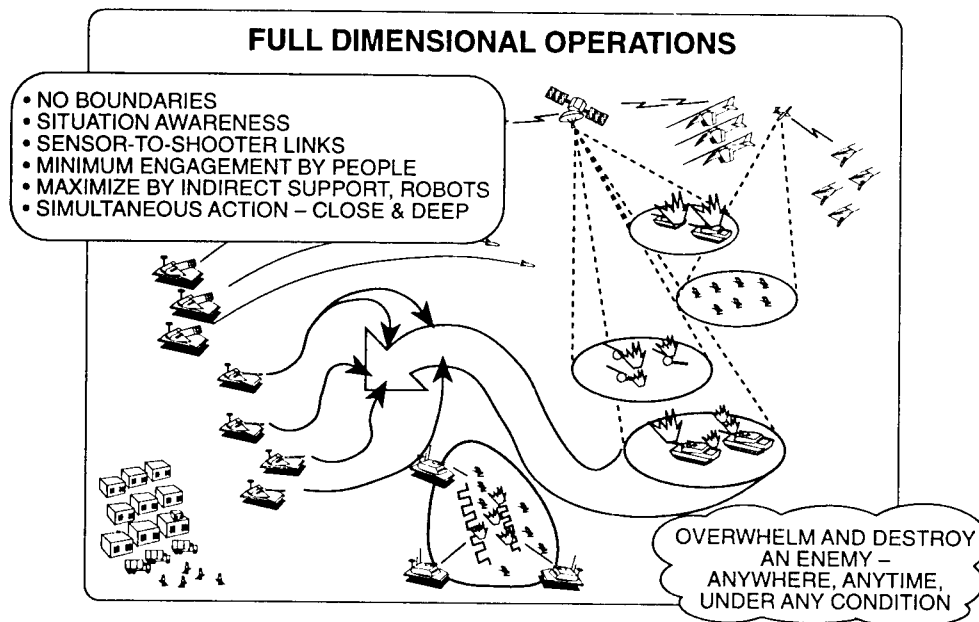 FULL DIMENSIONAL OPERATIONS
• NO BOUNDARIES
• SITUATION AWARENESS
• SENSOR-TO-SHOOTER LINKS
• MINIMUM ENGAGEMENT BY PEOPLE
• MAXIMIZE BY INDIRECT SUPPORT, ROBOTS
• SIMULTANEOUS ACTION – CLOSE & DEEP
OVERWHELM AND DESTROY
AN ENEMY –
ANYWHERE, ANYTIME,
UNDER ANY CONDITION